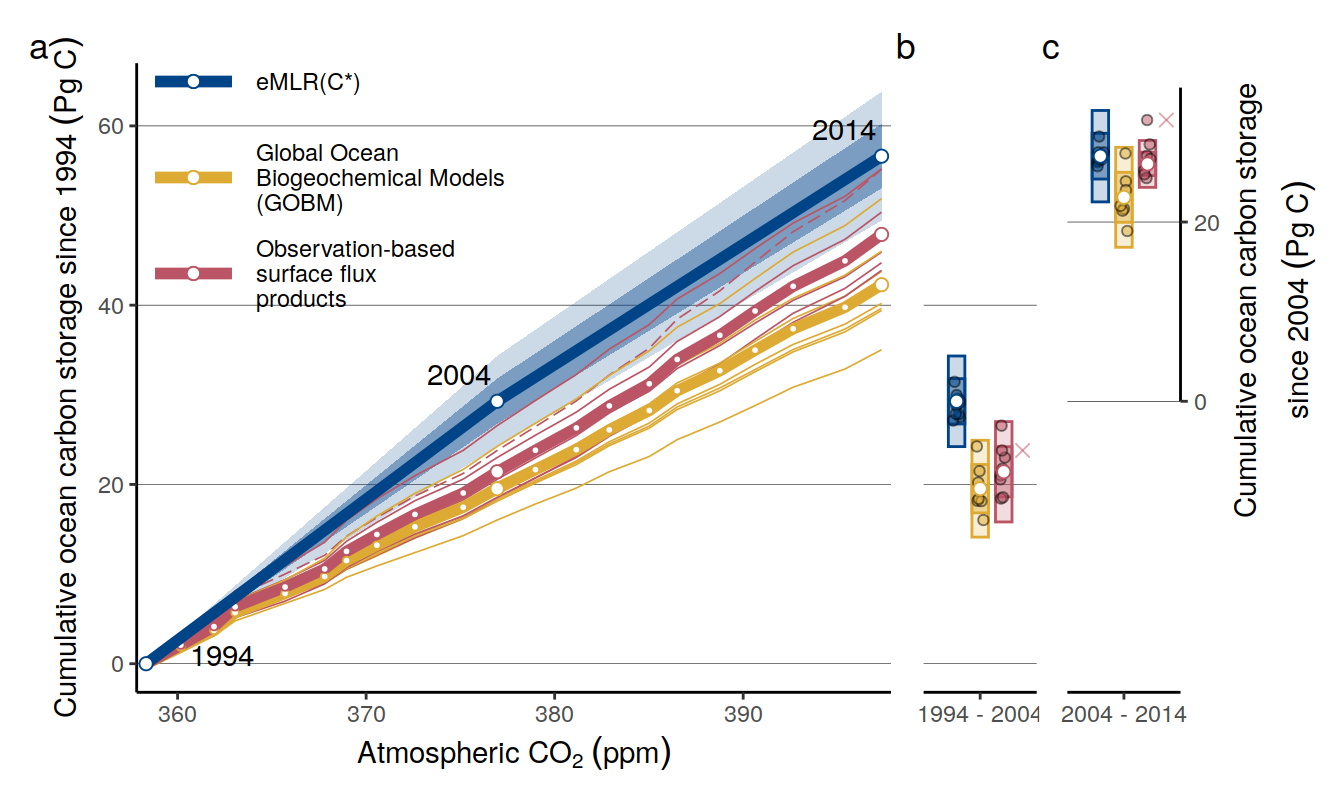 a
b
c
Cumulative ocean carbon storage since 1994 (Pg C)
eMLR(C*)
Global Ocean
Biogeochemical Models
(GOBM)
Observation-based
surface flux
products
2014
2004
1994
60
40
20
0
360
370
380
390
Atmospheric CO₂ (ppm)
1994 - 2004
2004 - 2014
20
0
Cumulative ocean carbon storage
since 2004 (Pg C)